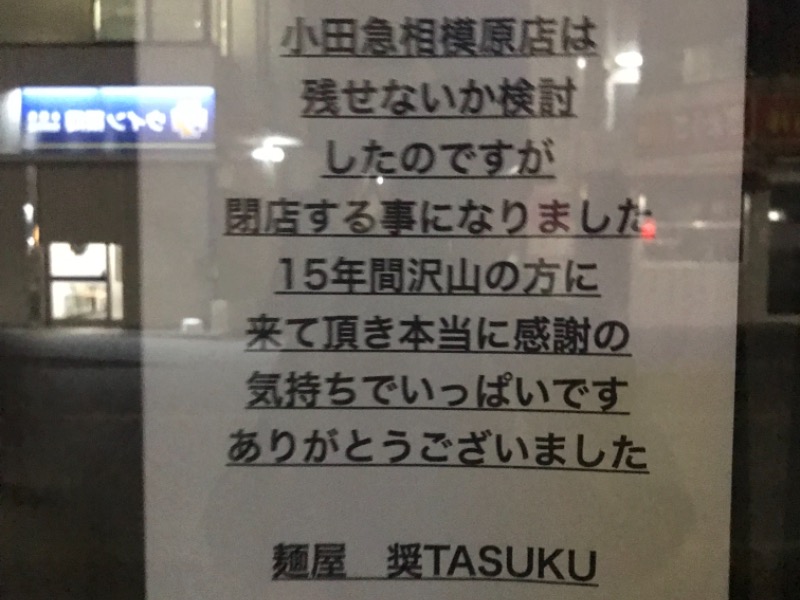 小田急相模原店は
残せないか検討
したのですが
閉店する事になりました
15年間沢山の方に
来て頂き本当に感謝の
気持ちでいっぱいです
ありがとうございました
麺屋　奨TASUKU